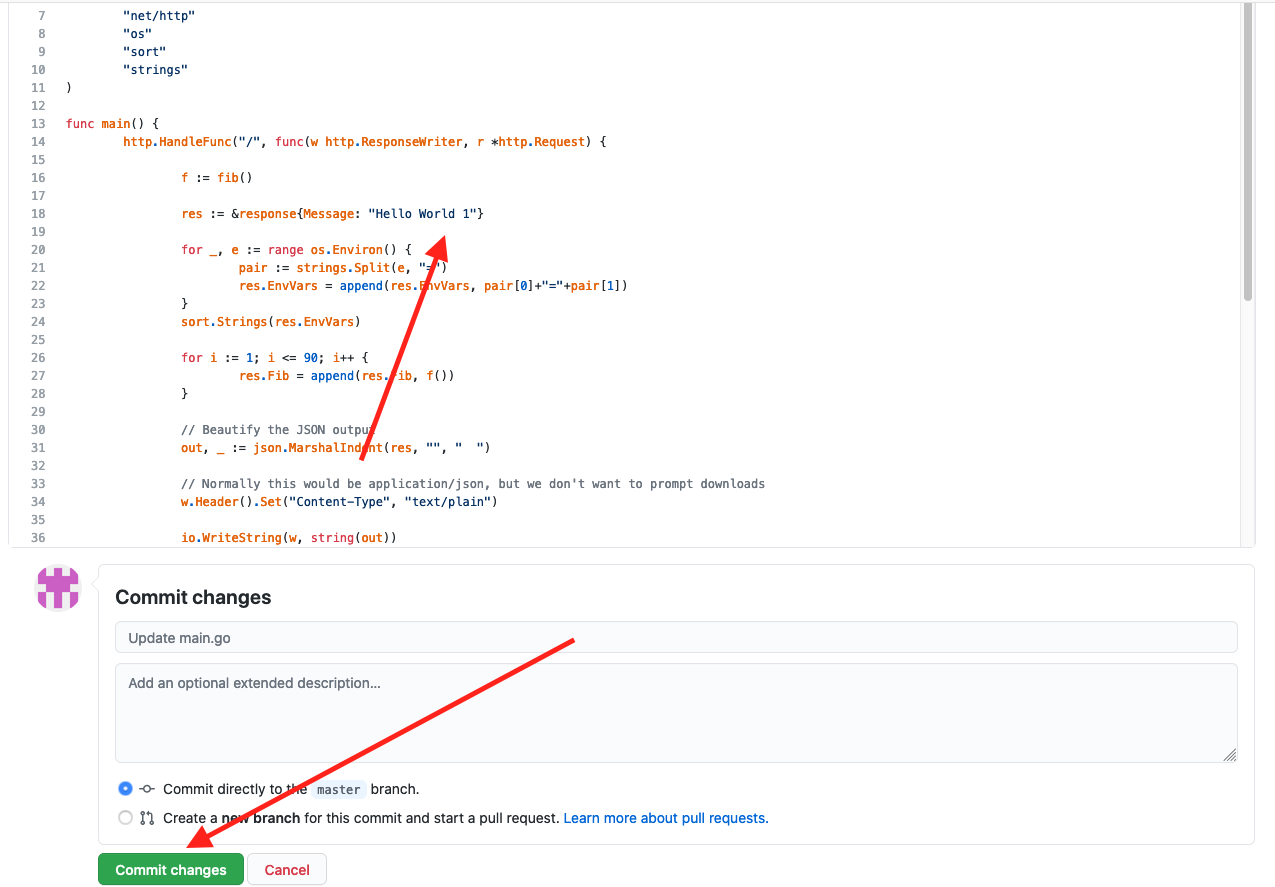 7 "net/http"
8 "os"
9 "sort"
10 "strings"
11 )
12
13 func main() {
14 http.HandleFunc("/", func(w http.ResponseWriter, r *http.Request) {
15
16 f := fib()
17
18 res := &response{Message: "Hello World 1"}
19
20 for _, e := range os.Environ() {
21 pair := strings.Split(e, "=")
22 res.EnvVars = append(res.EnvVars, pair[0]+"="+pair[1])
23 }
24 sort.Strings(res.EnvVars)
25
26 for i := 1; i <= 90; i++ {
27 res.Fib = append(res.Fib, f())
28 }
29
30 // Beautify the JSON output
31 out, _ := json.MarshalIndent(res, "", "  ")
32
33 // Normally this would be application/json, but we don't want to prompt downloads
34 w.Header().Set("Content-Type", "text/plain")
35
36 io.WriteString(w, string(out))
Commit changes
Update main.go
Add an optional extended description...
Commit directly to the master branch.
Create a new branch for this commit and start a pull request. Learn more about pull requests.
Commit changes Cancel